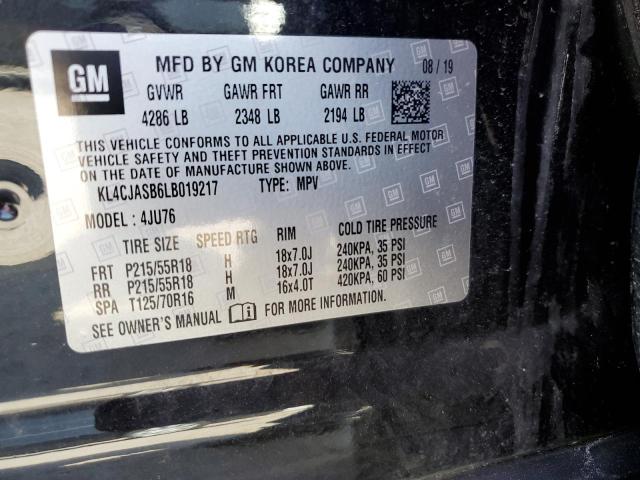 GM
MFD BY GM KOREA COMPANY 08/19
GVWR GAWR FRT GAWR RR
4286 LB 2348 LB 2194 LB
THIS VEHICLE CONFORMS TO ALL APPLICABLE U.S. FEDERAL MOTOR
VEHICLE SAFETY AND THEFT PREVENTION STANDARDS IN EFFECT
ON THE DATE OF MANUFACTURE SHOWN ABOVE.
KL4CJASB6LB019217 TYPE: MPV
MODEL: 4JU76
TIRE SIZE SPEED RTG RIM COLD TIRE PRESSURE
FRT P215/55R18 H 18x7.0J 240KPA, 35 PSI
RR P215/55R18 H 18x7.0J 240KPA, 35 PSI
SPA T125/70R16 M 16x4.0T 420KPA, 60 PSI
SEE OWNER'S MANUAL FOR MORE INFORMATION.